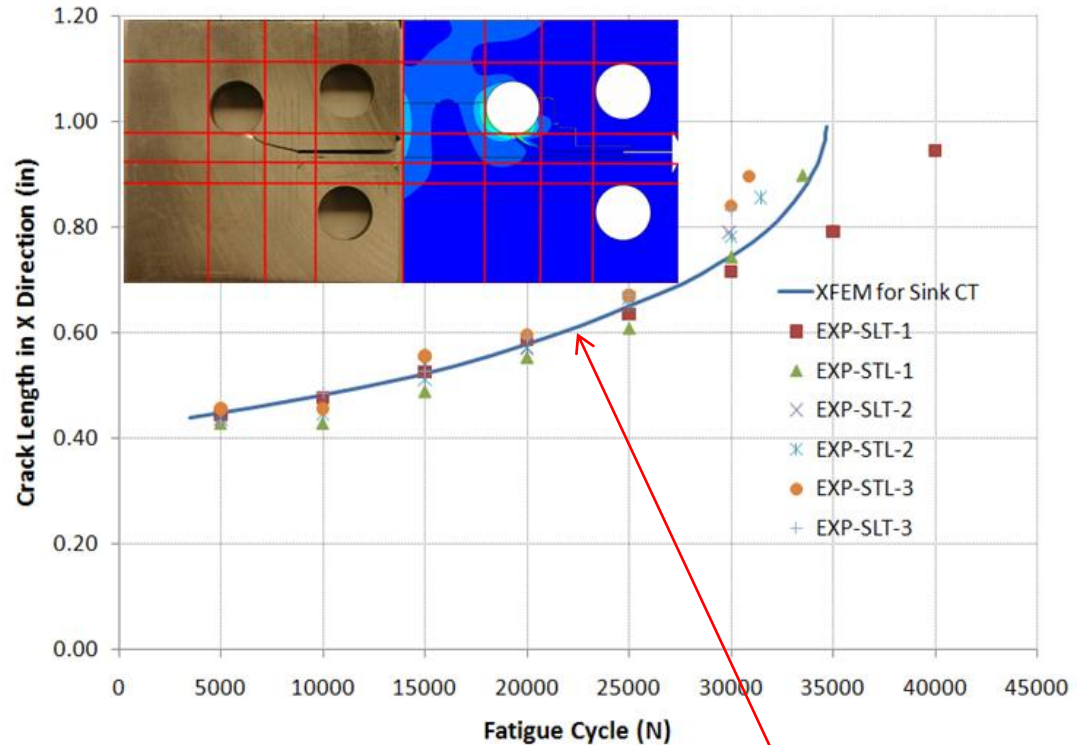 1.20
1.00
0.80
0.60
0.40
0.20
0.00
Crack Length in X Direction (in)
0 5000 10000 15000 20000 25000 30000 35000 40000 45000
Fatigue Cycle (N)
XFEM for Sink CT
EXP-SLT-1
EXP-STL-1
EXP-SLT-2
EXP-STL-2
EXP-STL-3
EXP-SLT-3